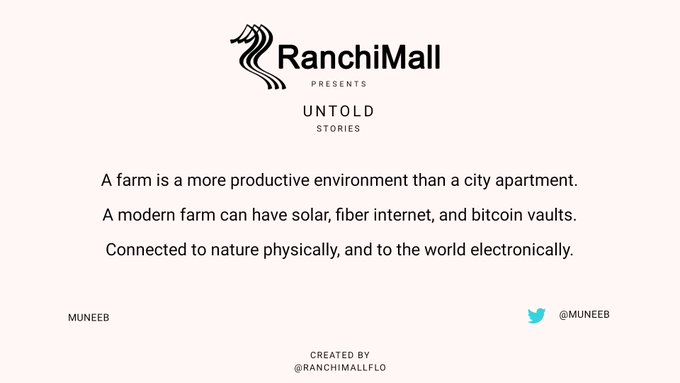 RanchiMall
PRESENTS
UNTOLD
STORIES
A farm is a more productive environment than a city apartment.
A modern farm can have solar, fiber internet, and bitcoin vaults.
Connected to nature physically, and to the world electronically.
MUNEEB
@MUNEEB
CREATED BY
@RANCHIMALLFLO